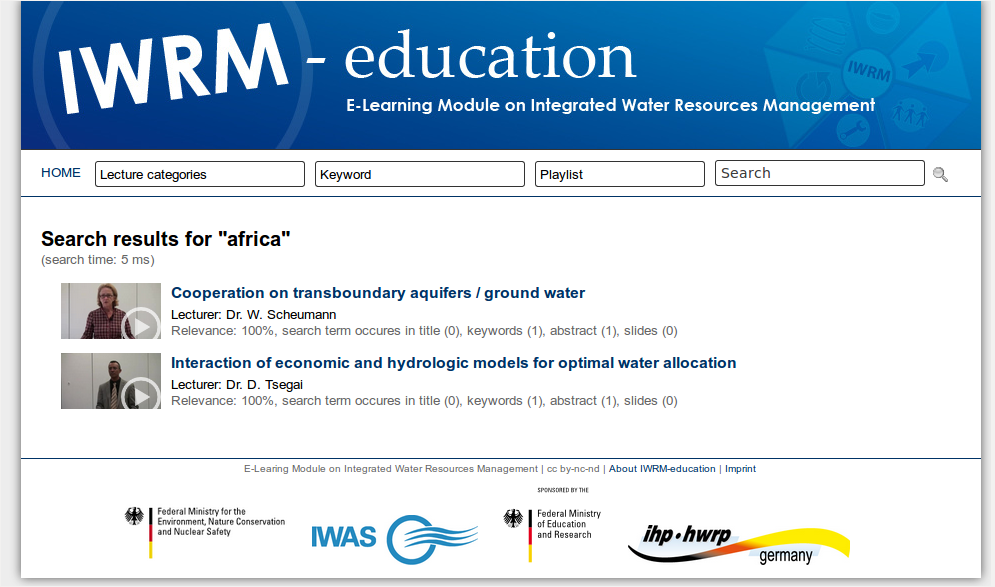 IWRM - education
IWRM
E-Learning Module on Integrated Water Resources Management
HOME Lecture categories Keyword Playlist Search
Search results for "africa"
(search time: 5 ms)
Cooperation on transboundary aquifers / ground water
Lecturer: Dr. W. Scheumann
Relevance: 100%, search term occures in title (0), keywords (1), abstract (1), slides (0)
Interaction of economic and hydrologic models for optimal water allocation
Lecturer: Dr. D. Tsegai
Relevance: 100%, search term occures in title (0), keywords (1), abstract (1), slides (0)
E-Learing Module on Integrated Water Resources Management | cc by-nc-nd | About IWRM-education | Imprint
Federal Ministry for the
Environment, Nature Conservation
and Nuclear Safety
IWAS
SPONSORED BY THE
Federal Ministry
of Education
and Research
ihp·hwrp
germany